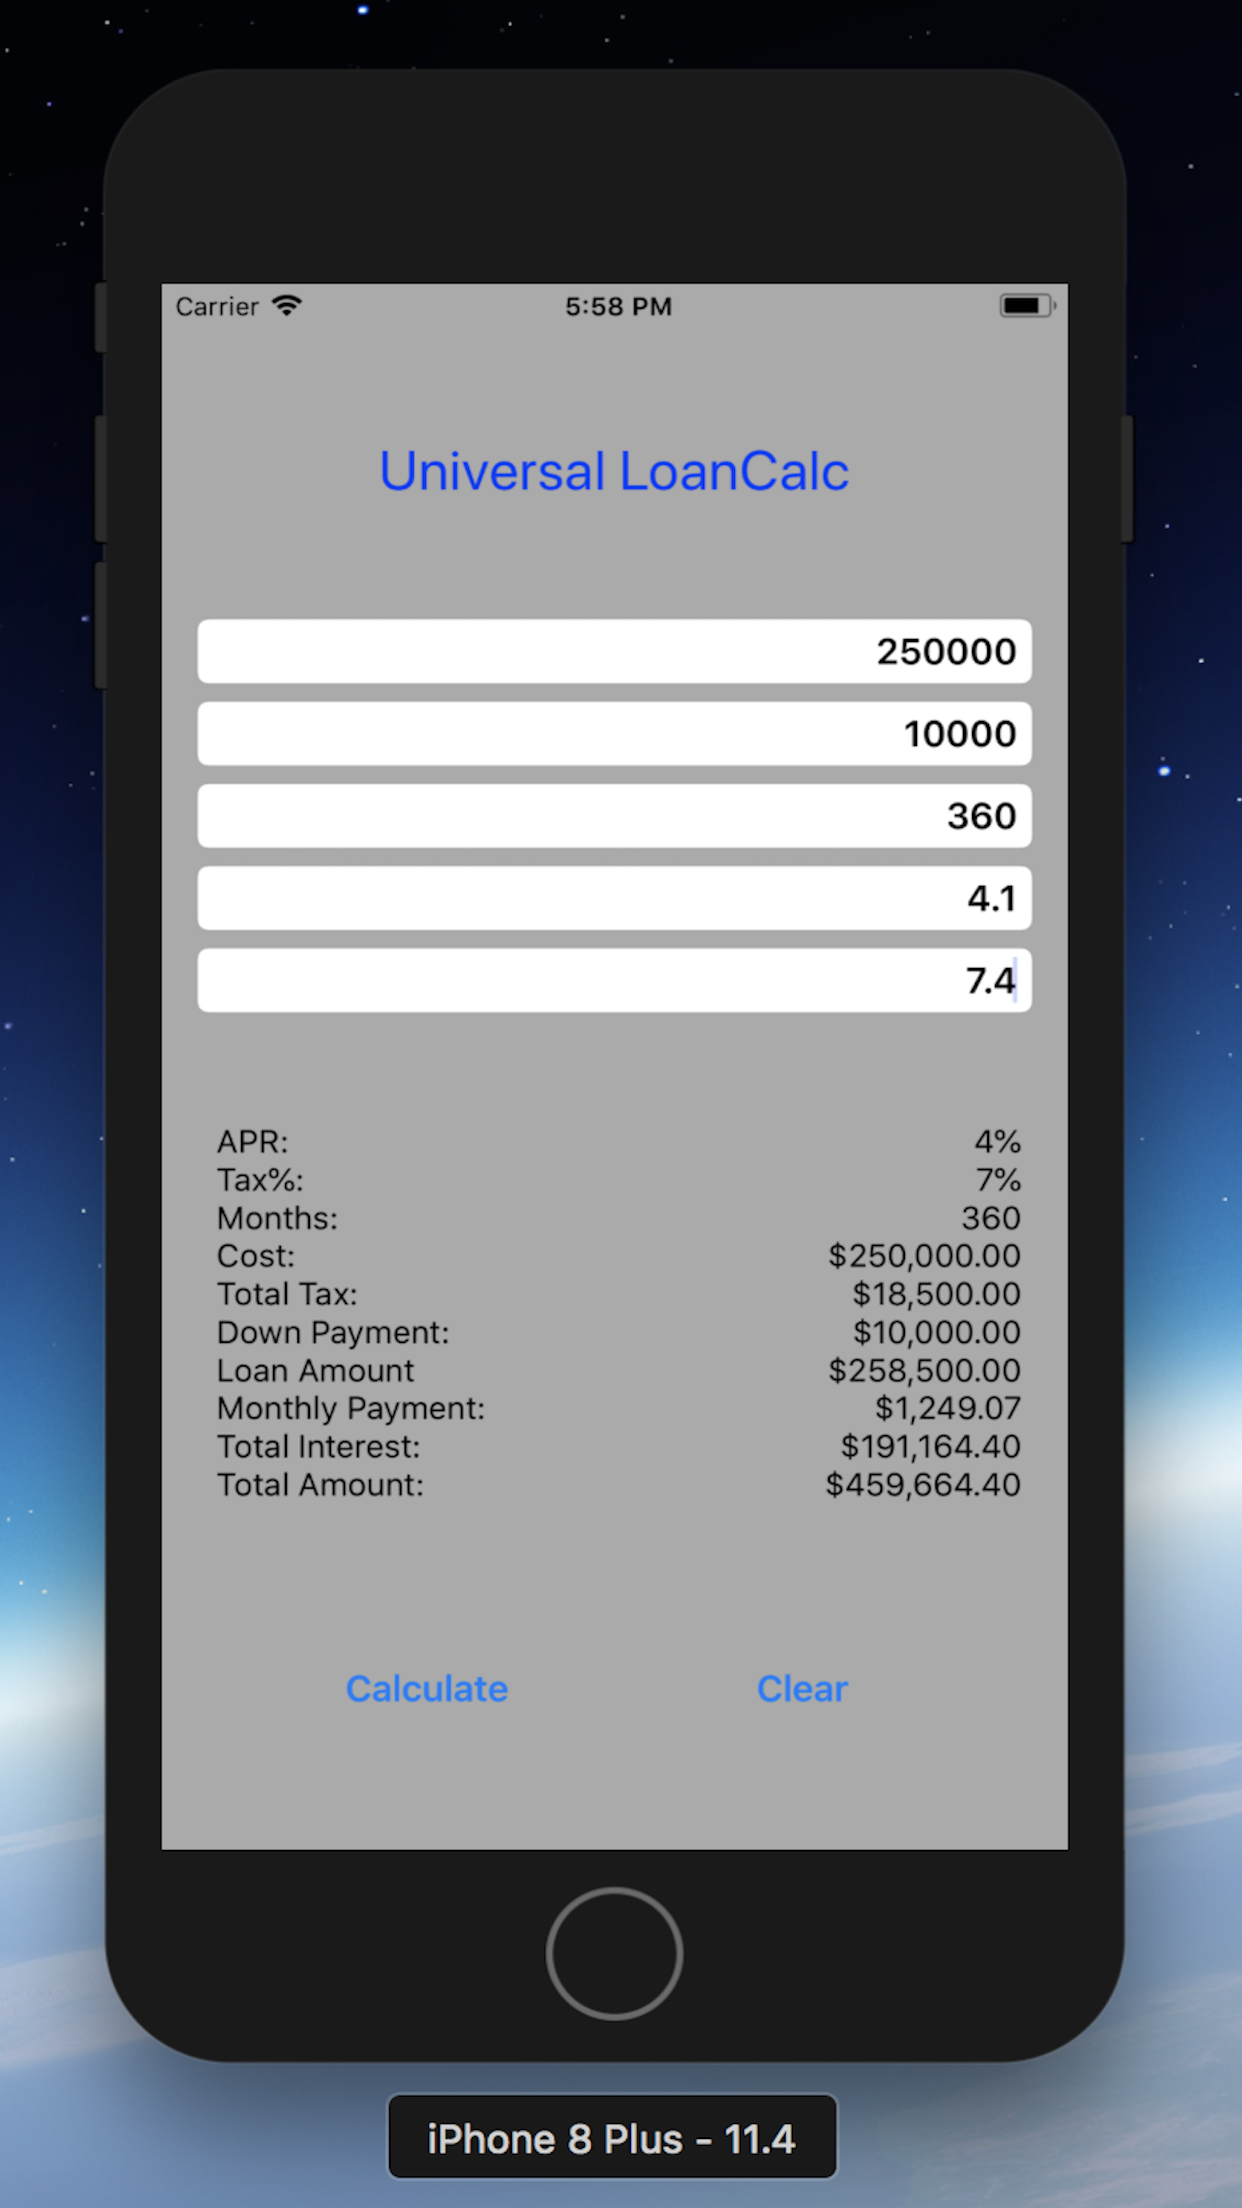 Carrier 5:58 PM
Universal LoanCalc
250000
10000
360
4.1
7.4
APR: 4%
Tax%: 7%
Months: 360
Cost: $250,000.00
Total Tax: $18,500.00
Down Payment: $10,000.00
Loan Amount $258,500.00
Monthly Payment: $1,249.07
Total Interest: $191,164.40
Total Amount: $459,664.40
Calculate Clear
iPhone 8 Plus - 11.4